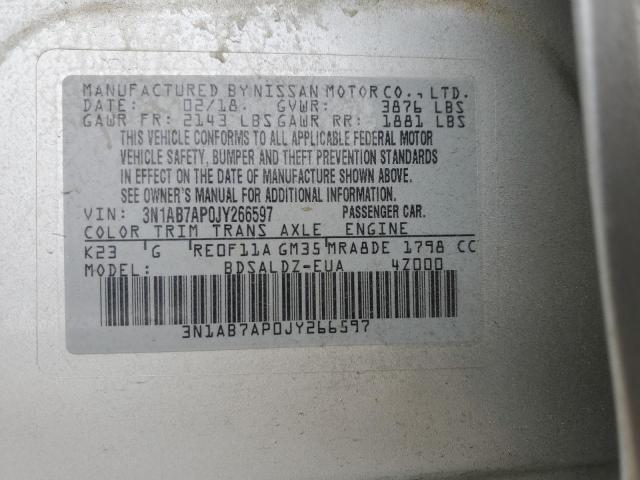 MANUFACTURED BY NISSAN MOTOR CO., LTD.
DATE: 02/18. GVWR: 3876 LBS
GAWR FR: 2143 LBS GAWR RR: 1881 LBS
THIS VEHICLE CONFORMS TO ALL APPLICABLE FEDERAL MOTOR
VEHICLE SAFETY, BUMPER AND THEFT PREVENTION STANDARDS
IN EFFECT ON THE DATE OF MANUFACTURE SHOWN ABOVE.
SEE OWNER'S MANUAL FOR ADDITIONAL INFORMATION.
VIN: 3N1AB7AP0JY266597 PASSENGER CAR.
COLOR TRIM TRANS AXLE ENGINE
K23 G RE0F11A GM35 MRA8DE 1798 CC
MODEL: BDSALDZ-EUA 4Z000
3N1AB7AP0JY266597